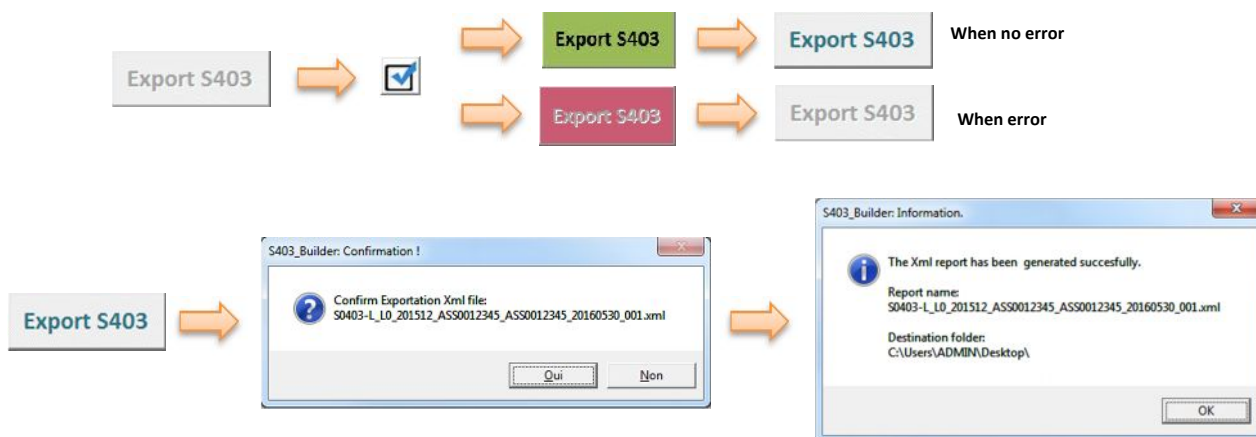 Export S403
Export S403
Export S403
When no error
Export S403
Export S403
When error
Export S403
S403_Builder: Confirmation !
Confirm Exportation Xml file:
S0403-L_L0_201512_ASS0012345_ASS0012345_20160530_001.xml
Oui
Non
S403_Builder: Information.
The Xml report has been generated succesfully.
Report name:
S0403-L_L0_201512_ASS0012345_ASS0012345_20160530_001.xml
Destination folder:
C:\Users\ADMIN\Desktop\
OK